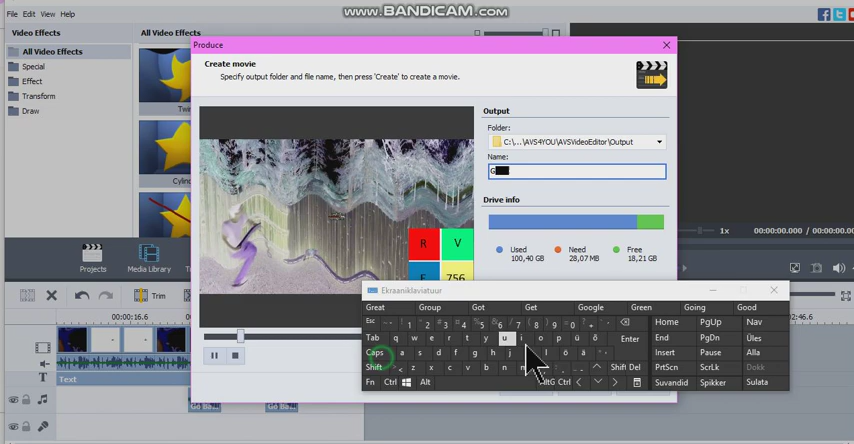 www.BANDICAM.com
File Edit View Help
Video Effects
All Video Effects
All Video Effects
Special
Effect
Transform
Draw
Produce
Create movie
Specify output folder and file name, then press 'Create' to create a movie.
Output
Folder:
C:\...\AVS4YOU\AVSVideoEditor\Output
Name:
G
Drive info
Used Need Free
100,40 GB 28,07 MB 18,21 GB
R V
756
1x
00:00:00.000 / 00:00:00.0
Projects Media Library
Trim
00:00:16.6 00:00:
Text
Go Ba
Ekraaniklaviatuur
Great Group Got Get Google Green Going Good
Esc 1 2 3 4 5 6 7 8 9 0 + Home PgUp Nav
Tab q w e r t y u i o p ü õ Enter End PgDn Üles
Caps a s d f g h j l ö ä ' Insert Pause Alla
Shift < z x c v b n Shift Del PrtScn ScrLk Dokk
Fn Ctrl Alt AltG Ctrl Suvandid Spikker Sulata